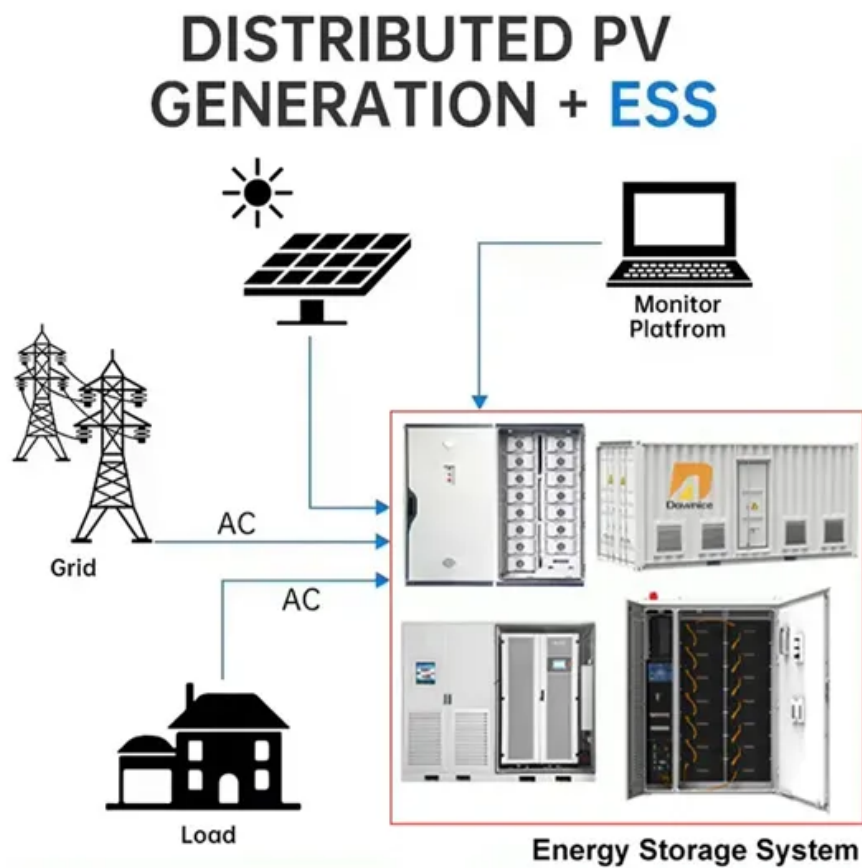 DISTRIBUTED PV
GENERATION + ESS
Monitor
Platfrom
Grid
AC
AC
Load
Dawnice
Energy Storage System